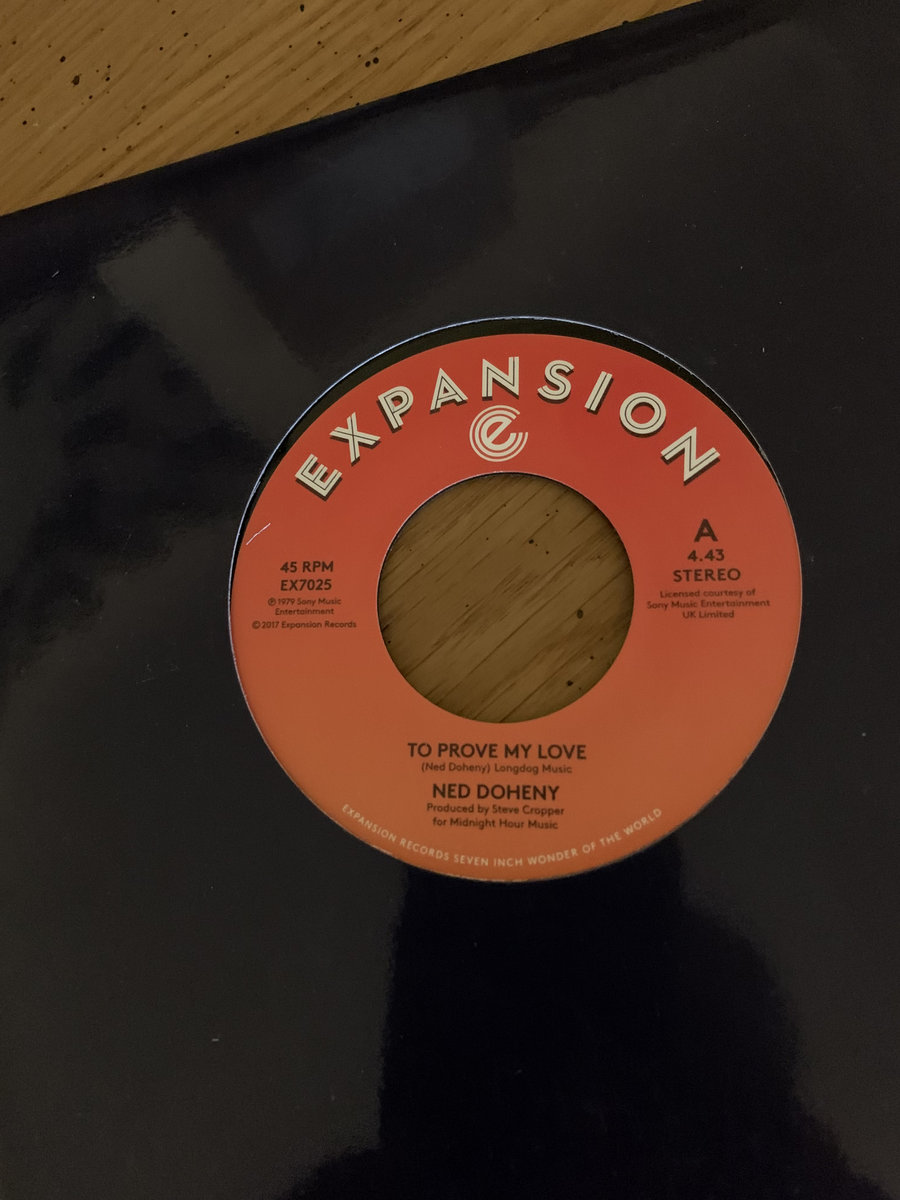 EXPANSION
e
45 RPM
EX7025
℗ 1979 Sony Music
Entertainment
© 2017 Expansion Records
A
4.43
STEREO
Licensed courtesy of
Sony Music Entertainment
UK Limited
TO PROVE MY LOVE
(Ned Doheny) Longdog Music
NED DOHENY
Produced by Steve Cropper
for Midnight Hour Music
EXPANSION RECORDS SEVEN INCH WONDER OF THE WORLD